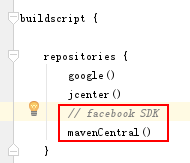 buildscript {
repositories {
google()
jcenter()
// facebook SDK
mavenCentral()
}